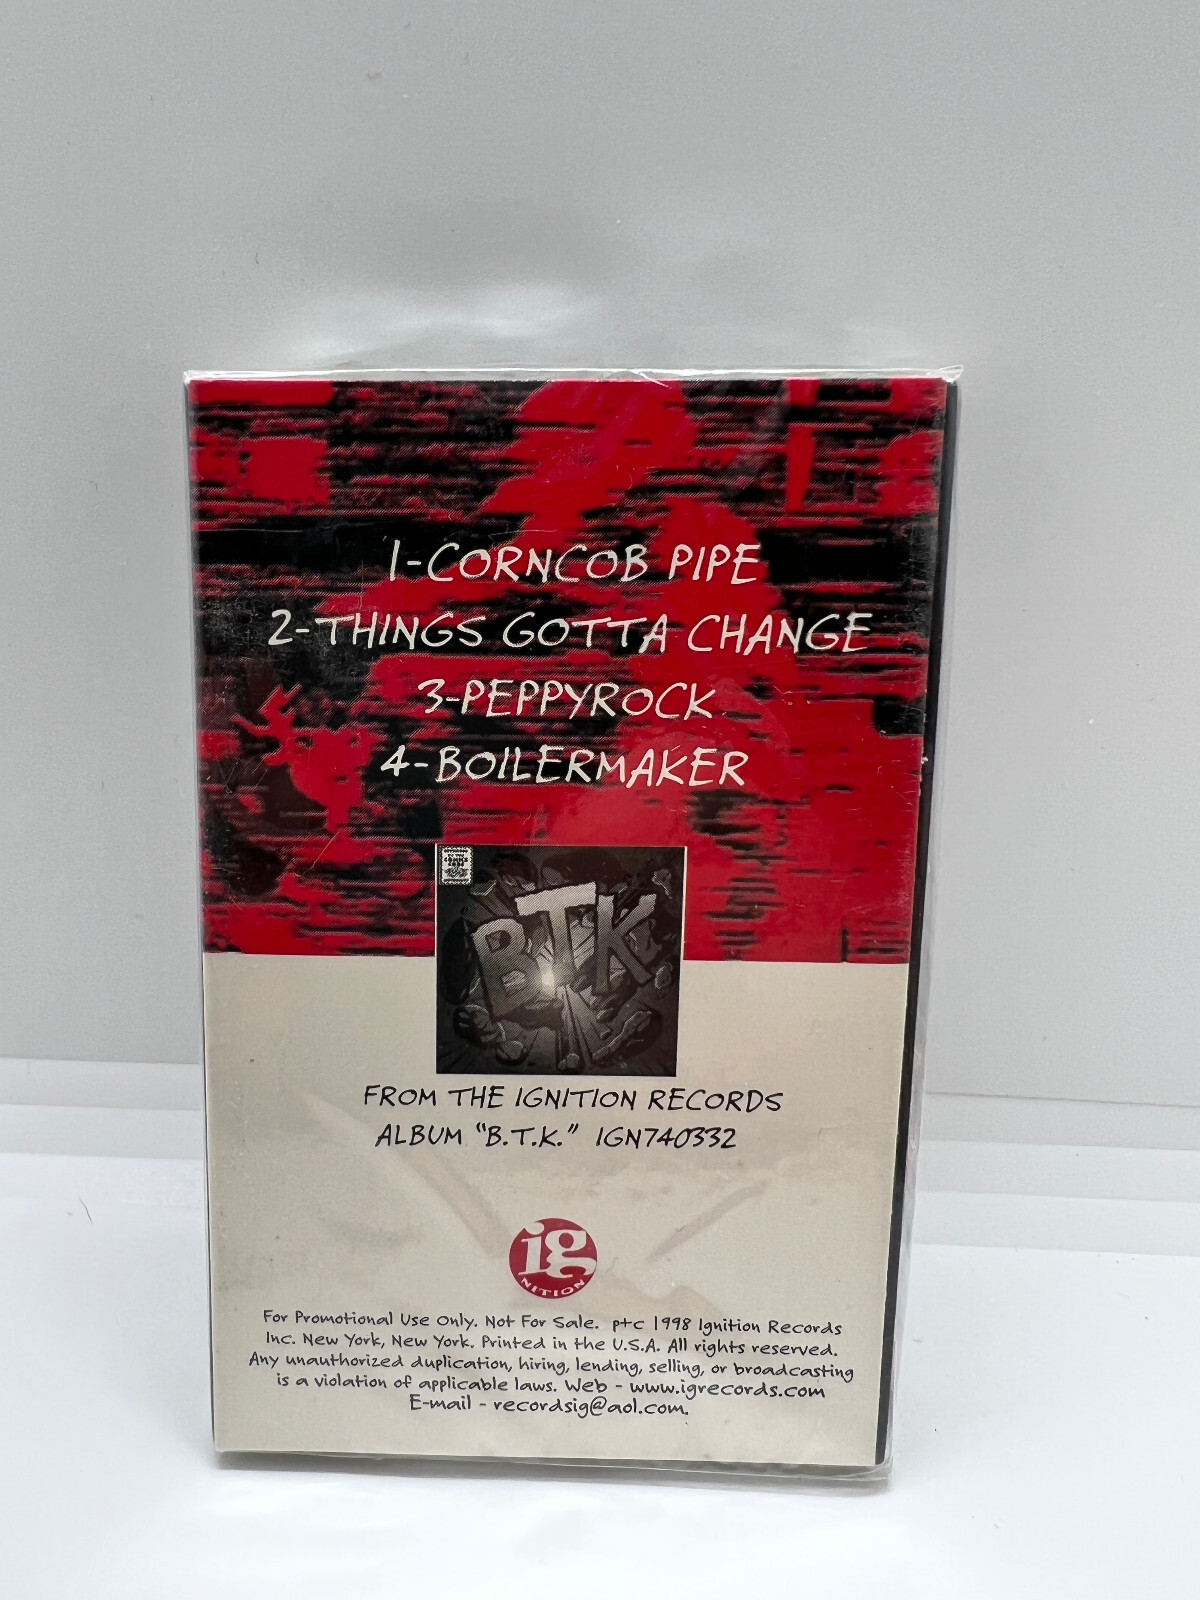 1-CORNCOB PIPE
2-THINGS GOTTA CHANGE
3-PEPPYROCK
4-BOILERMAKER
COMICS
CODE
B.T.K
FROM THE IGNITION RECORDS
ALBUM "B.T.K." IGN740332
ig
NITION
For Promotional Use Only. Not For Sale. p+c 1998 Ignition Records
Inc. New York, New York. Printed in the U.S.A. All rights reserved.
Any unauthorized duplication, hiring, lending, selling, or broadcasting
is a violation of applicable laws. Web - www.igrecords.com
E-mail - recordsig@aol.com.